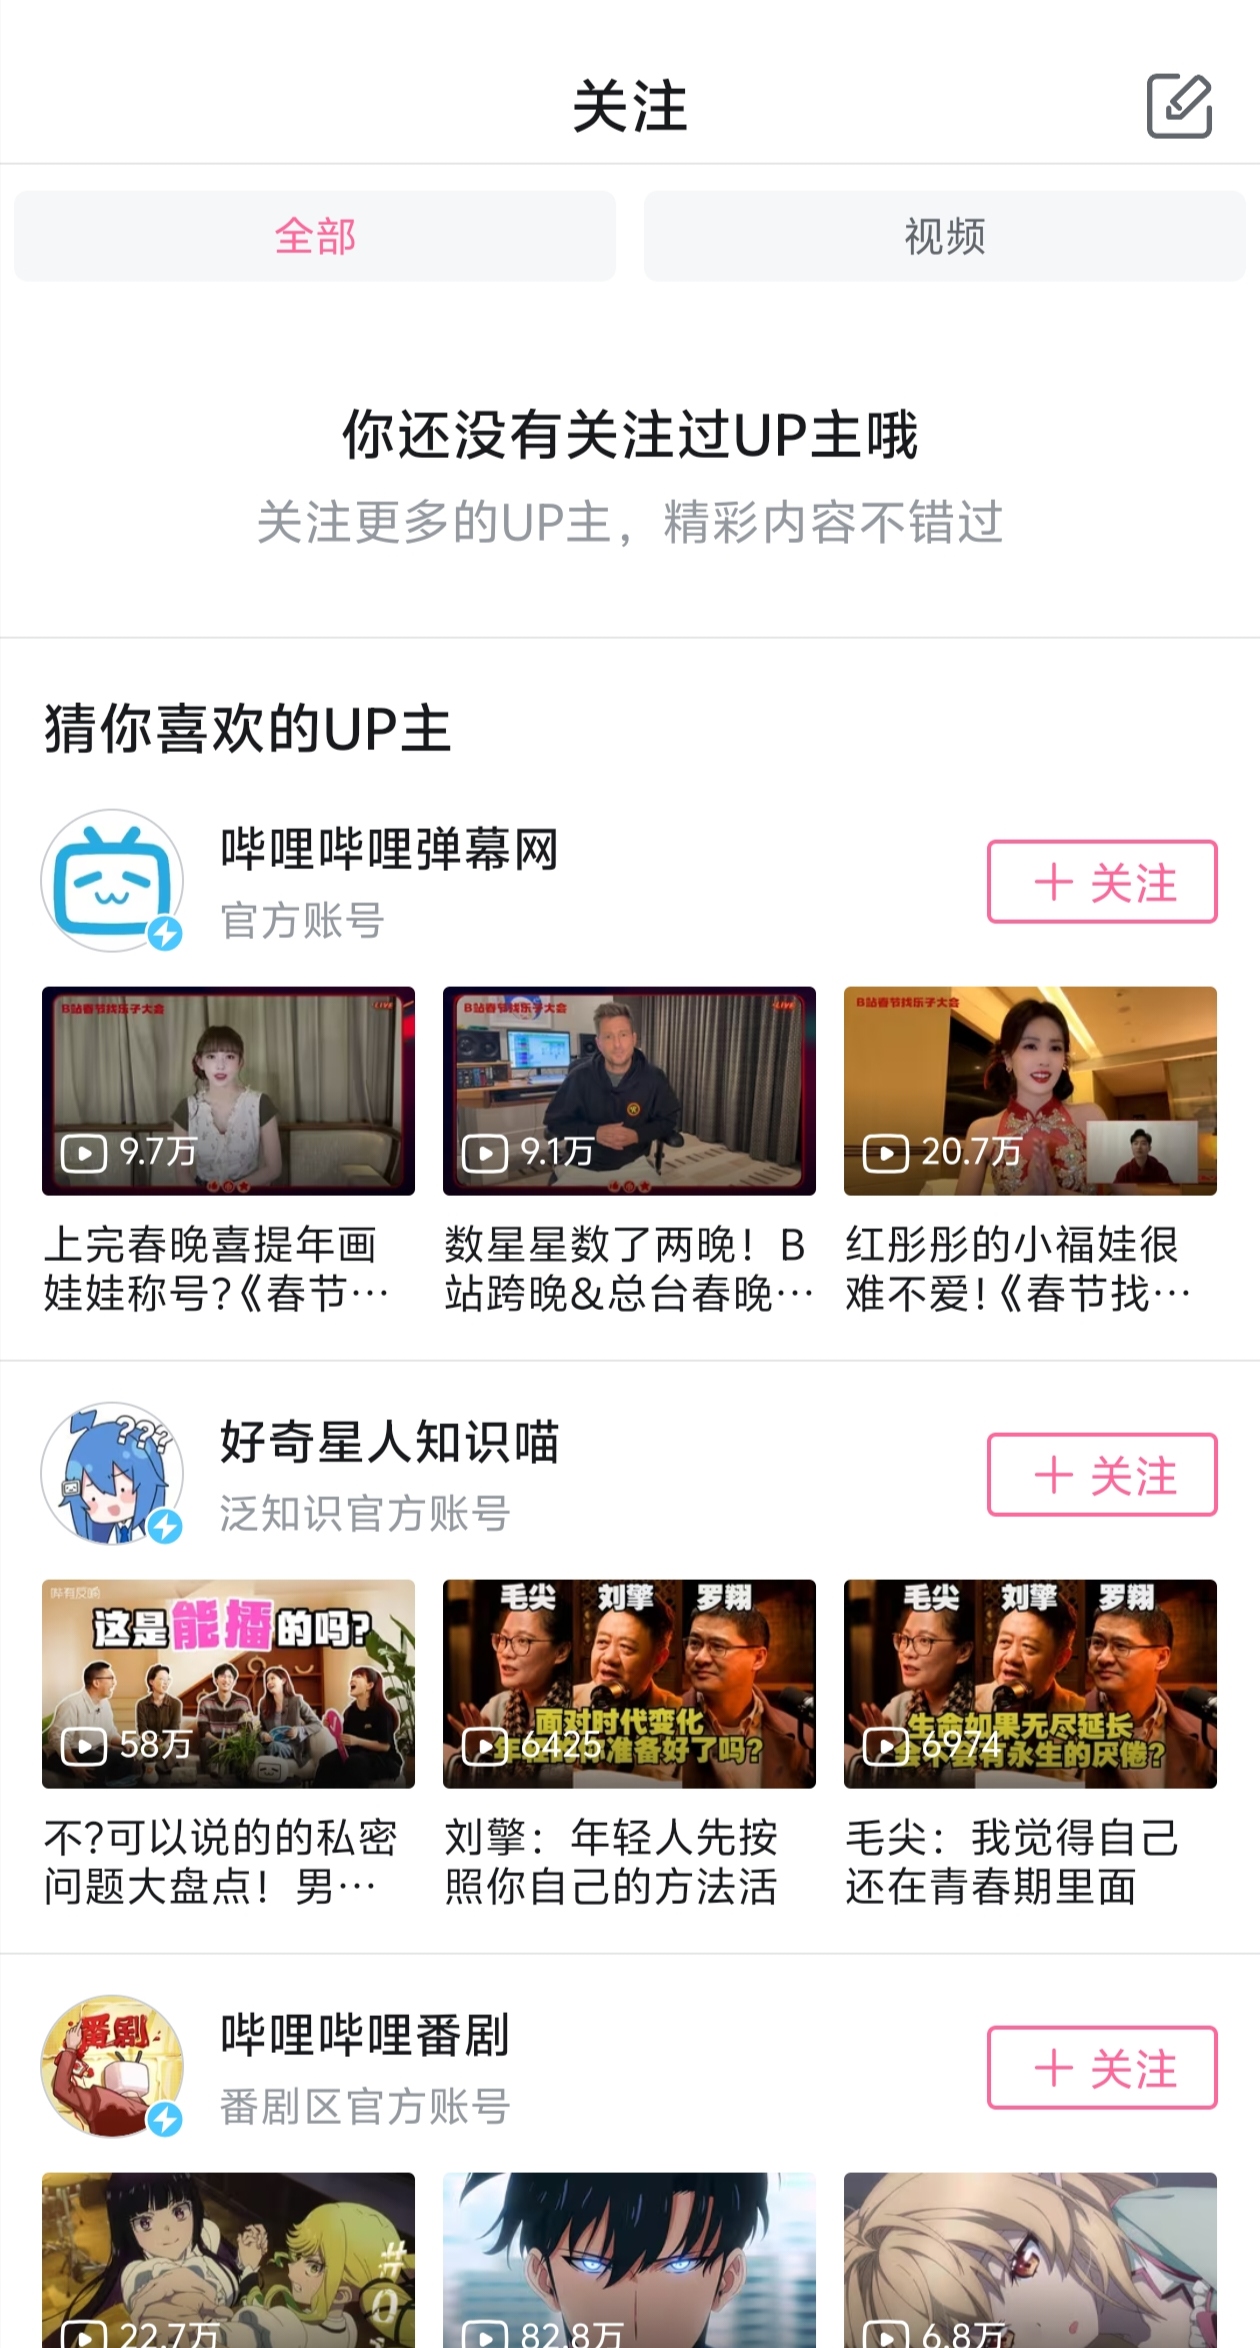 关注
全部
视频
你还没有关注过UP主哦
关注更多的UP主，精彩内容不错过
猜你喜欢的UP主
哔哩哔哩弹幕网
官方账号
＋ 关注
B站春节找乐子大会
LIVE
9.7万
B站春节找乐子大会
LIVE
9.1万
B站春节找乐子大会
20.7万
上完春晚喜提年画
娃娃称号?《春节…
数星星数了两晚！B
站跨晚&总台春晚…
红彤彤的小福娃很
难不爱!《春节找…
???
好奇星人知识喵
泛知识官方账号
＋ 关注
哔有反响
这是能播的吗?
58万
毛尖 刘擎 罗翔
面对时代变化
准备好了吗?
6425
毛尖 刘擎 罗翔
生命如果无尽延长
永生的厌倦?
6974
不?可以说的的私密
问题大盘点！男…
刘擎：年轻人先按
照你自己的方法活
毛尖：我觉得自己
还在青春期里面
番剧
哔哩哔哩番剧
番剧区官方账号
＋ 关注
22.7万
82.8万
6.8万